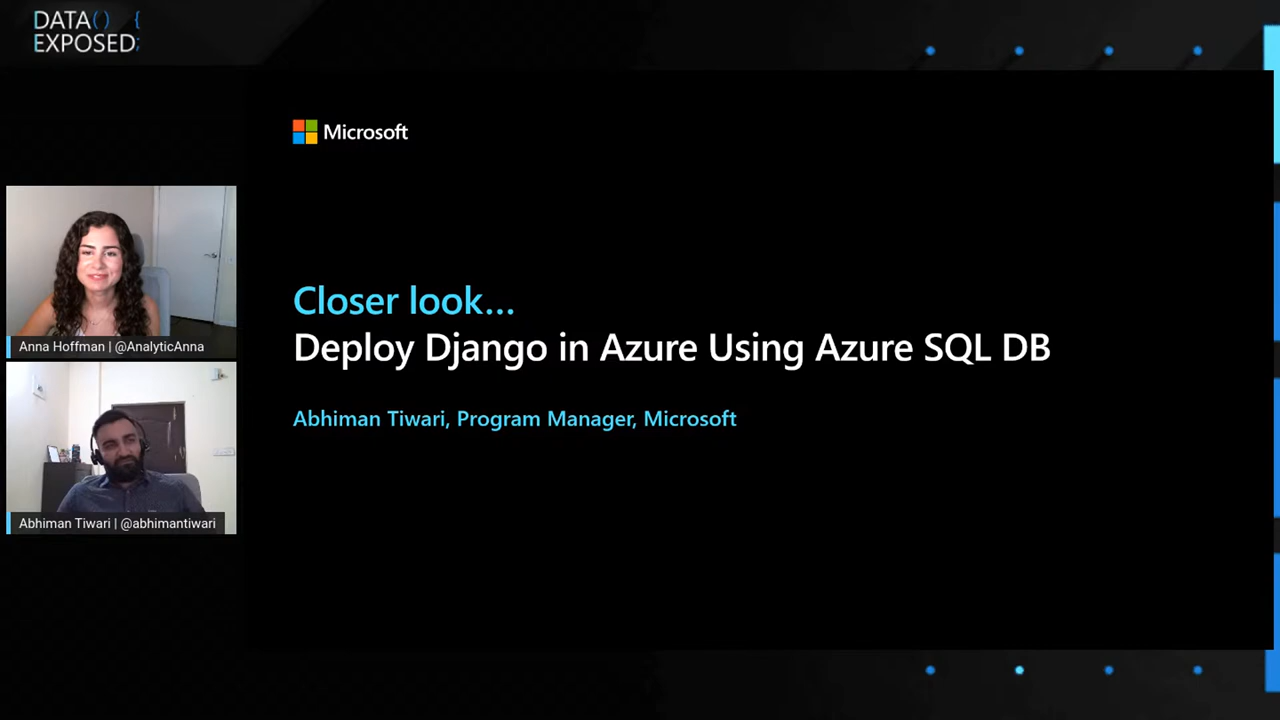 DATA() {
EXPOSED;
Microsoft
Closer look...
Deploy Django in Azure Using Azure SQL DB
Abhiman Tiwari, Program Manager, Microsoft
Anna Hoffman | @AnalyticAnna
Abhiman Tiwari | @abhimantiwari